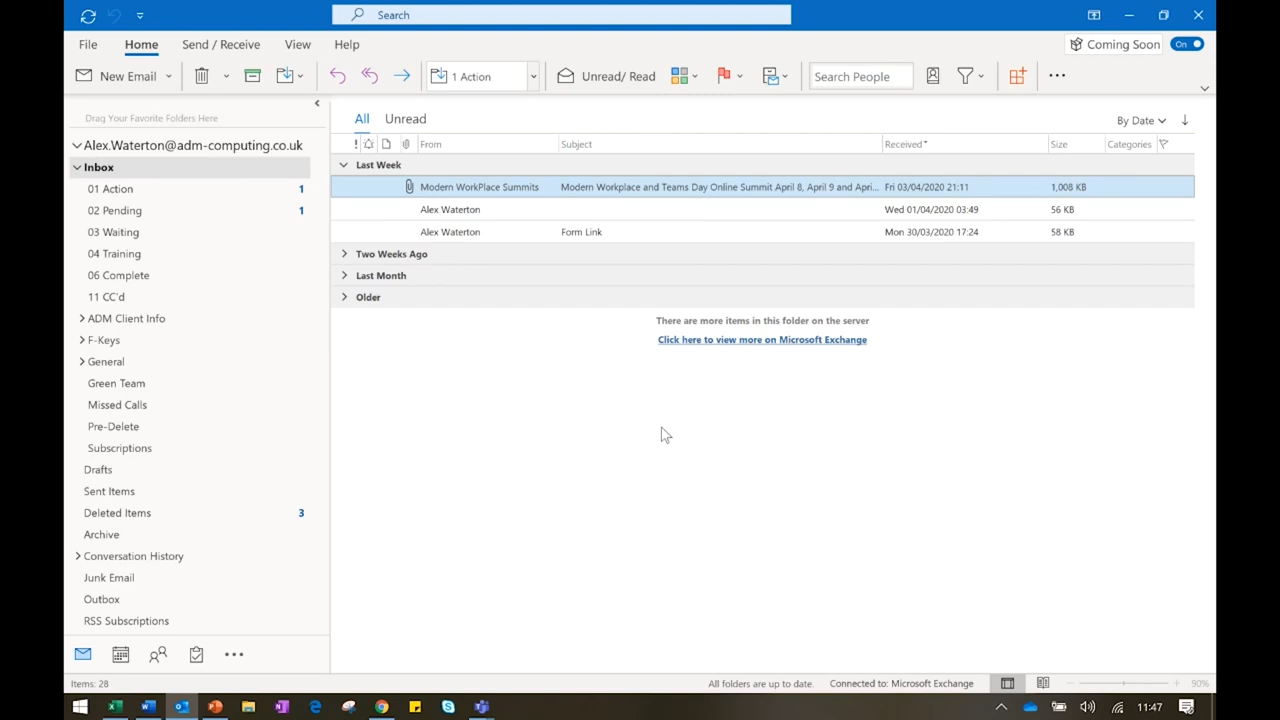 Search
File Home Send / Receive View Help Coming Soon On
New Email 1 Action Unread/ Read Search People
Drag Your Favorite Folders Here
Alex.Waterton@adm-computing.co.uk
Inbox
01 Action 1
02 Pending 1
03 Waiting
04 Training
06 Complete
11 CC'd
ADM Client Info
F-Keys
General
Green Team
Missed Calls
Pre-Delete
Subscriptions
Drafts
Sent Items
Deleted Items 3
Archive
Conversation History
Junk Email
Outbox
RSS Subscriptions
Items: 28
All Unread By Date
From Subject Received Size Categories
Last Week
Modern WorkPlace Summits Modern Workplace and Teams Day Online Summit April 8, April 9 and Apri... Fri 03/04/2020 21:11 1,008 KB
Alex Waterton Wed 01/04/2020 03:49 56 KB
Alex Waterton Form Link Mon 30/03/2020 17:24 58 KB
Two Weeks Ago
Last Month
Older
There are more items in this folder on the server
Click here to view more on Microsoft Exchange
All folders are up to date. Connected to: Microsoft Exchange 90%
11:47